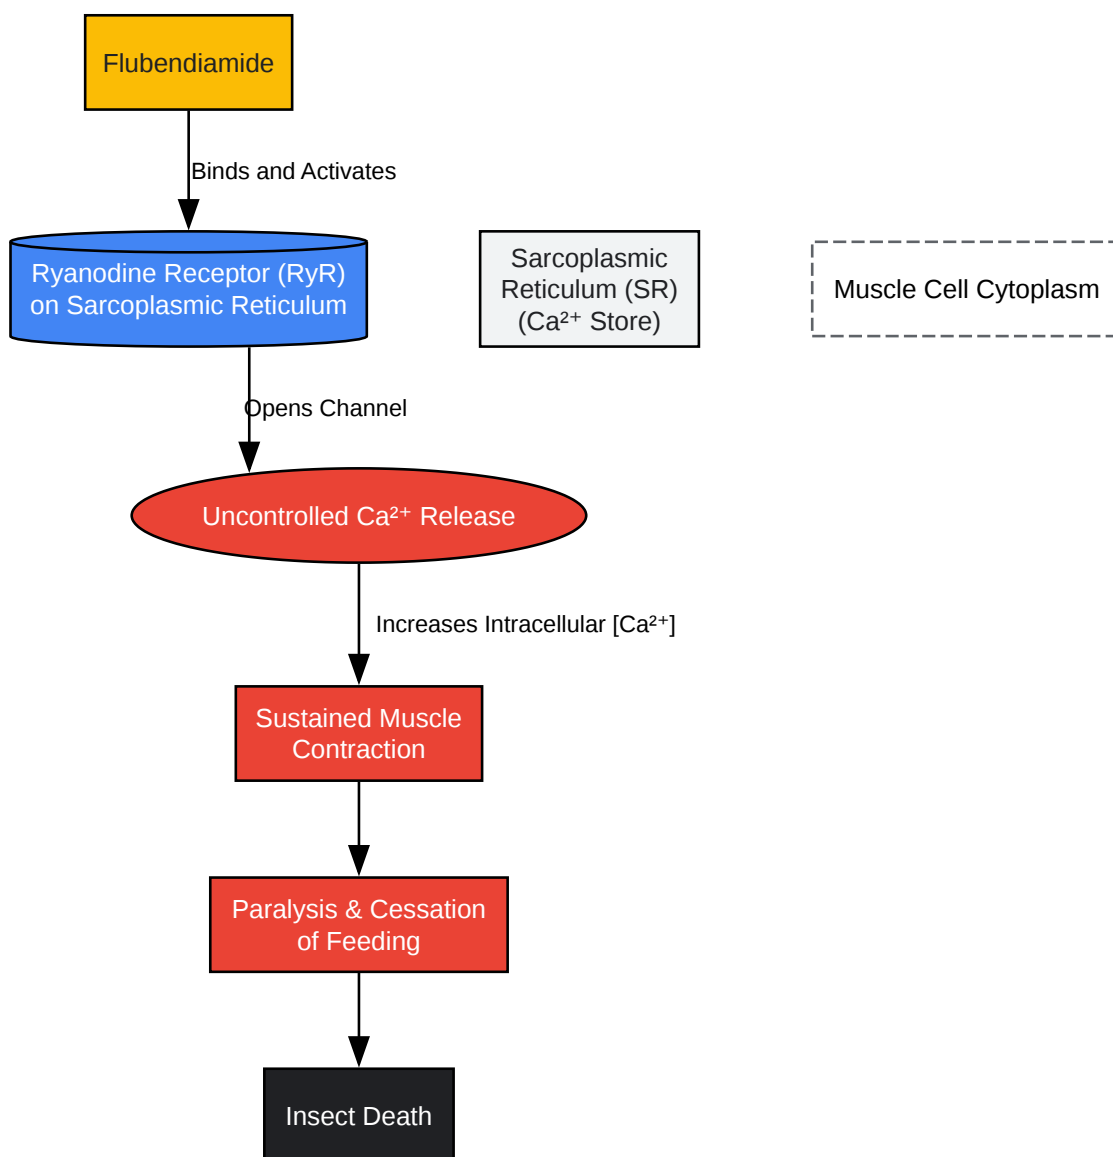 Flubendiamide
Binds and Activates
Ryanodine Receptor (RyR)
on Sarcoplasmic Reticulum
Sarcoplasmic
Reticulum (SR)
(Ca²⁺ Store)
Muscle Cell Cytoplasm
Opens Channel
Uncontrolled Ca²⁺ Release
Increases Intracellular [Ca²⁺]
Sustained Muscle
Contraction
Paralysis & Cessation
of Feeding
Insect Death